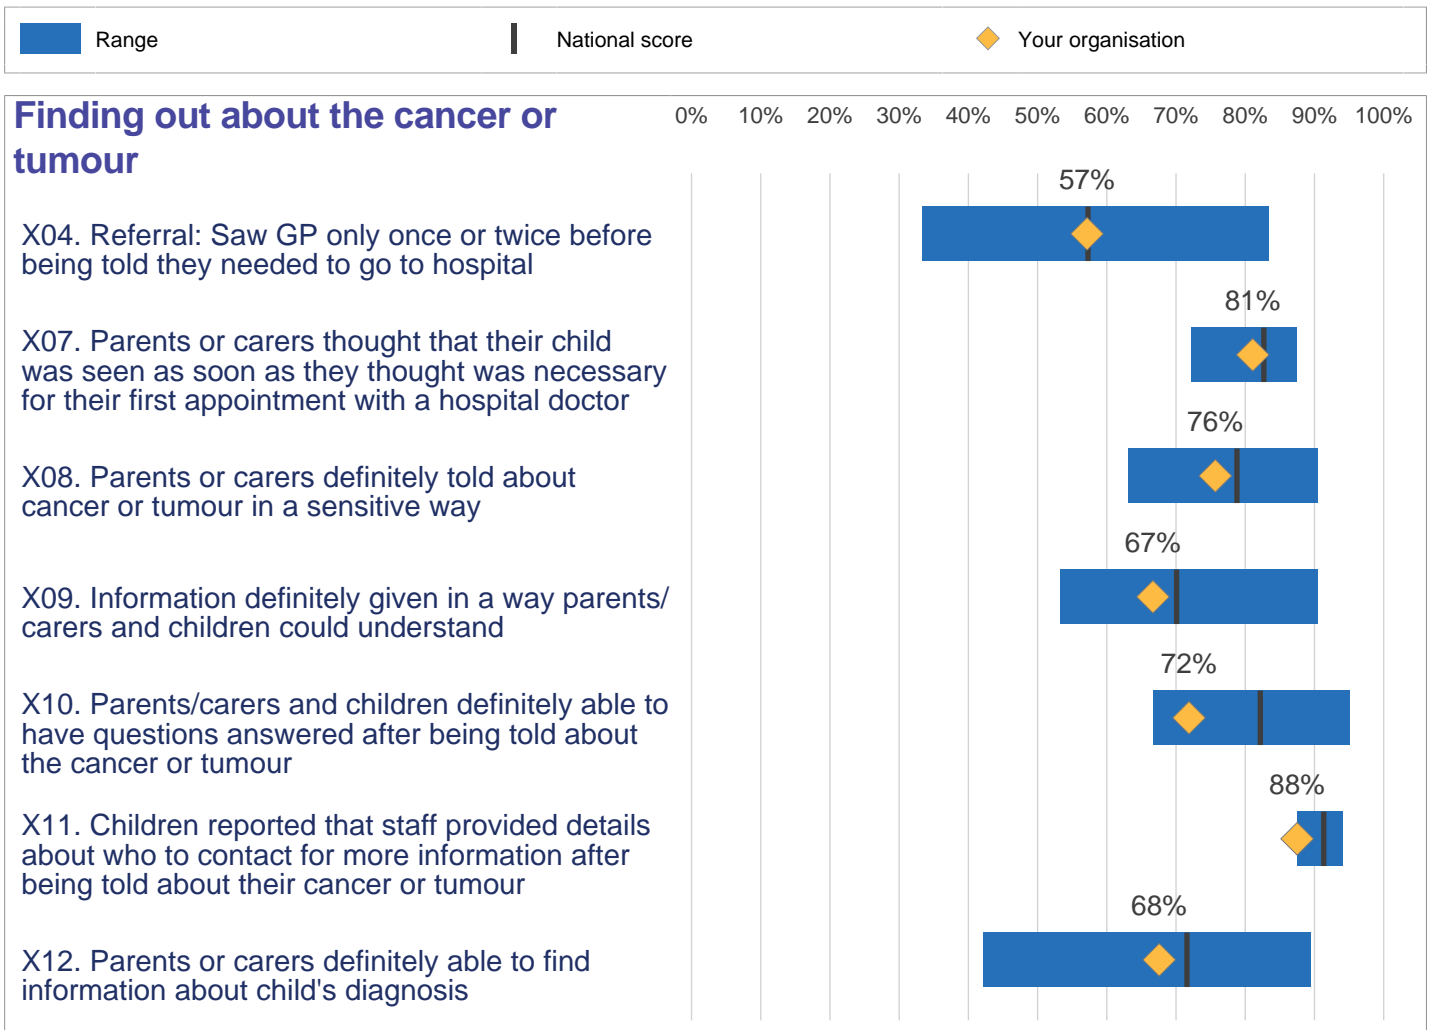 Range
National score
Your organisation
Finding out about the cancer or
tumour
0% 10% 20% 30% 40% 50% 60% 70% 80% 90% 100%
57%
X04. Referral: Saw GP only once or twice before
being told they needed to go to hospital
81%
X07. Parents or carers thought that their child
was seen as soon as they thought was necessary
for their first appointment with a hospital doctor
76%
X08. Parents or carers definitely told about
cancer or tumour in a sensitive way
67%
X09. Information definitely given in a way parents/
carers and children could understand
72%
X10. Parents/carers and children definitely able to
have questions answered after being told about
the cancer or tumour
88%
X11. Children reported that staff provided details
about who to contact for more information after
being told about their cancer or tumour
68%
X12. Parents or carers definitely able to find
information about child's diagnosis